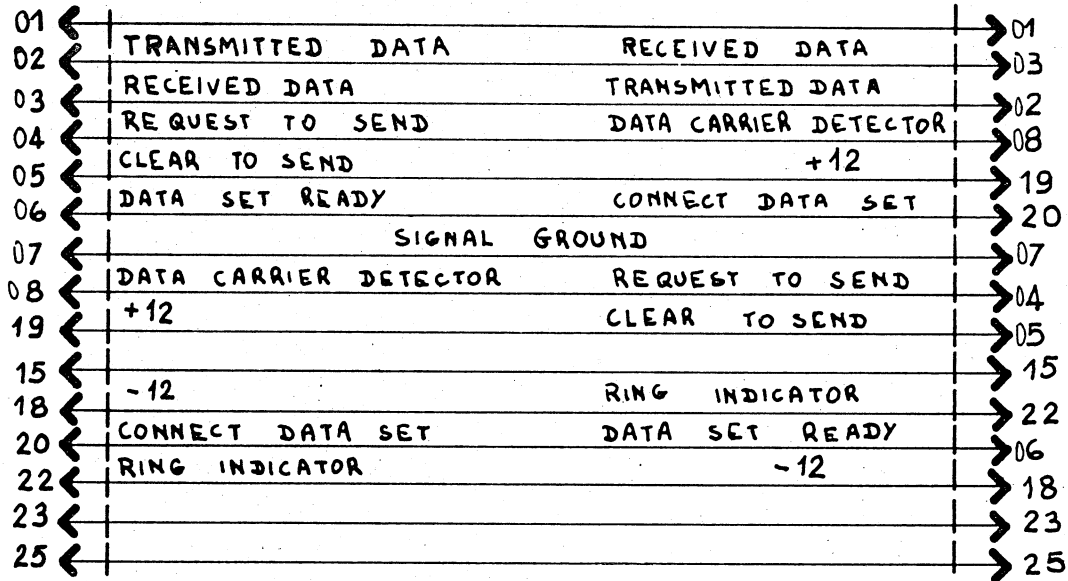 01 01
TRANSMITTED DATA RECEIVED DATA
02 03
RECEIVED DATA TRANSMITTED DATA
03 02
REQUEST TO SEND DATA CARRIER DETECTOR
04 08
CLEAR TO SEND +12
05 19
DATA SET READY CONNECT DATA SET
06 20
SIGNAL GROUND
07 07
DATA CARRIER DETECTOR REQUEST TO SEND
08 04
+12 CLEAR TO SEND
19 05
15 15
-12 RING INDICATOR
18 22
CONNECT DATA SET DATA SET READY
20 06
RING INDICATOR -12
22 18
23 23
25 25